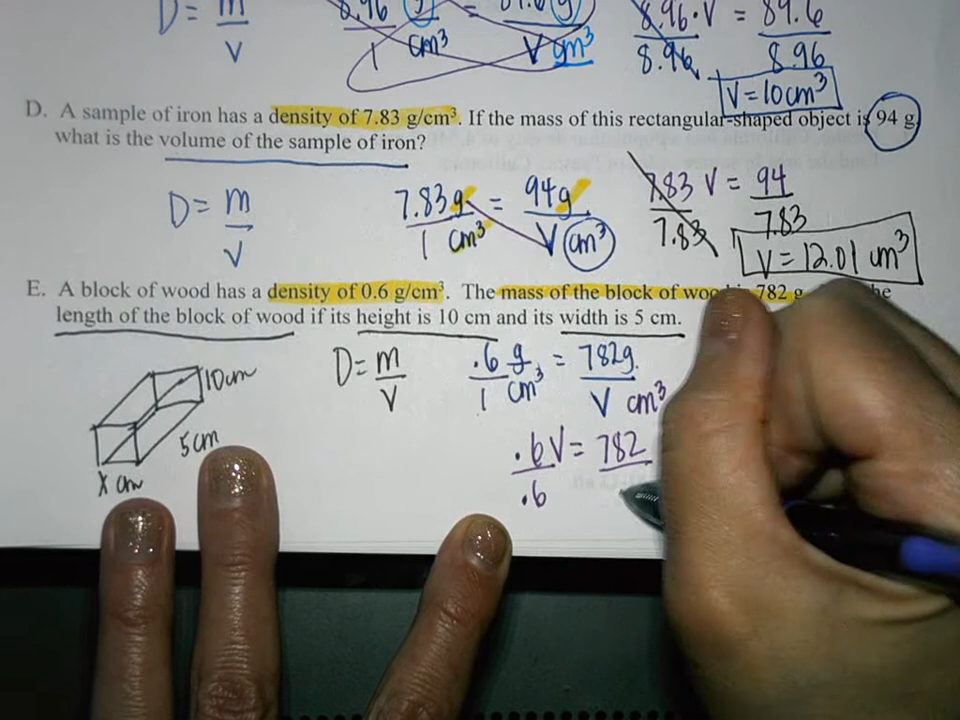 D = m/V 8.96 g/1 cm³ = 89.6 g/V cm³ 8.96·V/8.96 = 89.6/8.96
V = 10 cm³
D. A sample of iron has a density of 7.83 g/cm³. If the mass of this rectangular-shaped object is 94 g,
what is the volume of the sample of iron?
D = m/V 7.83 g/1 cm³ = 94 g/V cm³ 7.83 V/7.83 = 94/7.83
V = 12.01 cm³
E. A block of wood has a density of 0.6 g/cm³. The mass of the block of wood 782 g
length of the block of wood if its height is 10 cm and its width is 5 cm.
10cm
5cm
x cm
D = m/V .6 g/1 cm³ = 782 g./V cm³
.6V = 782
.6